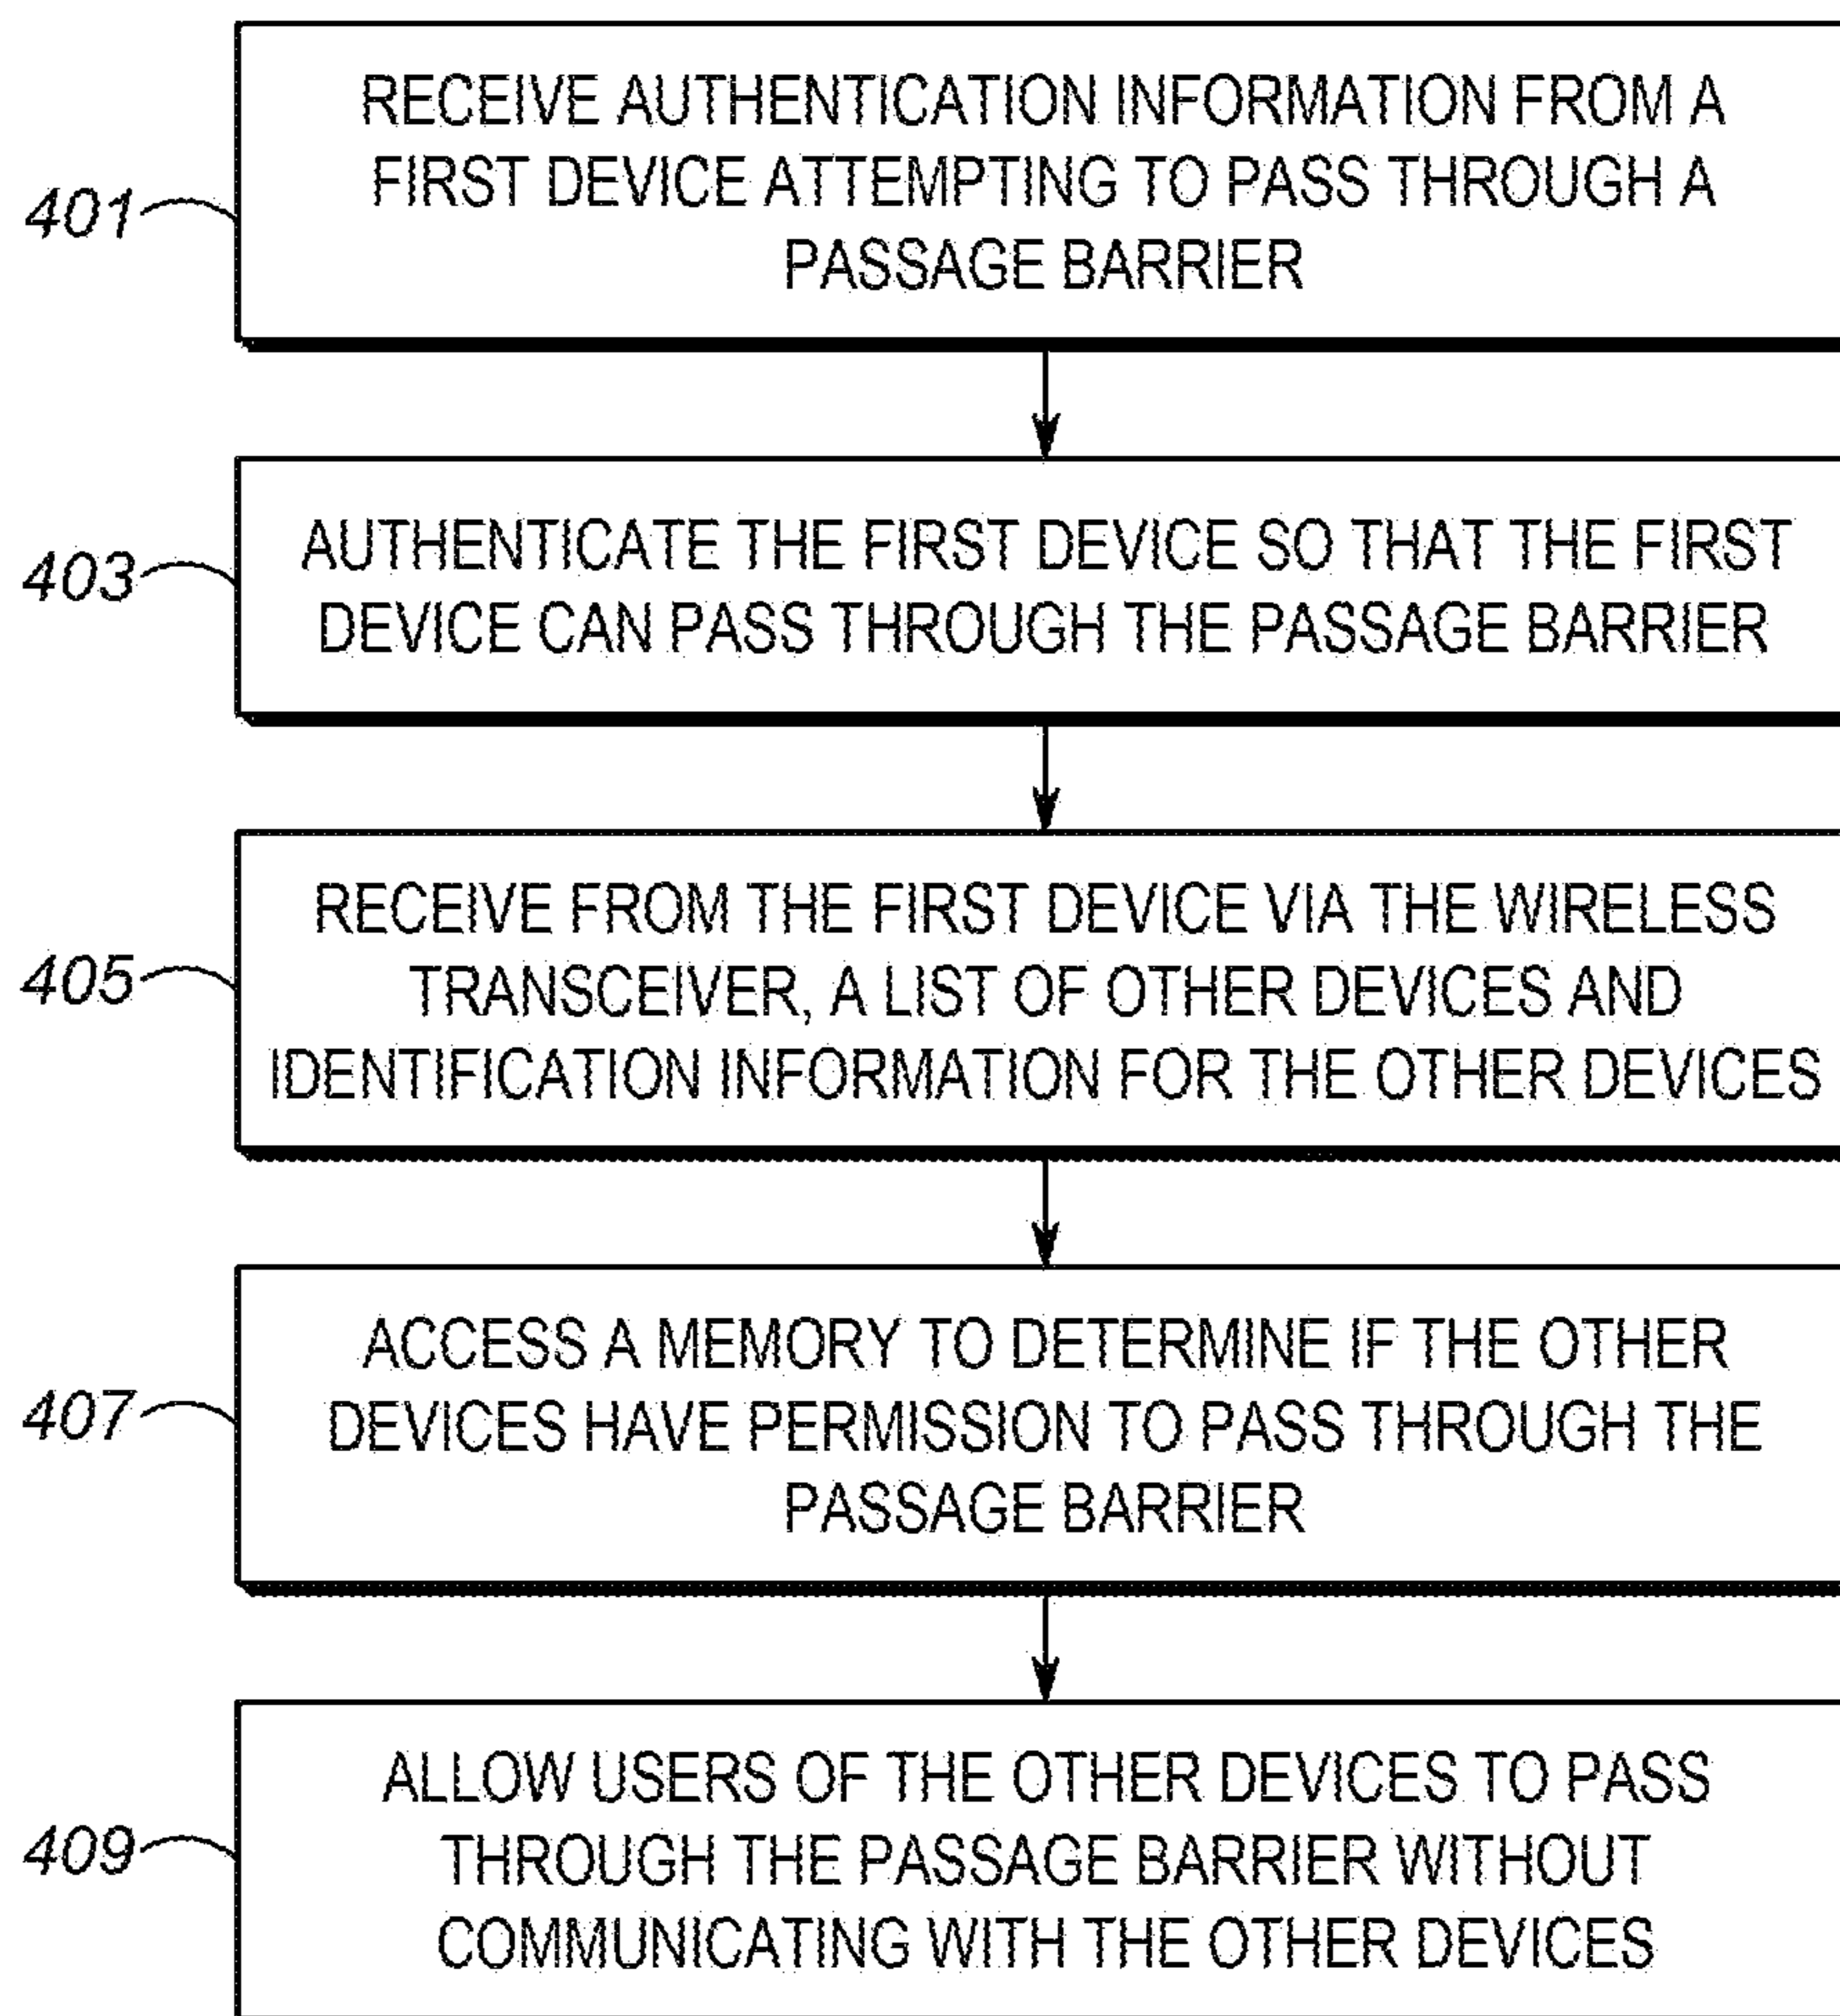 RECEIVE AUTHENTICATION INFORMATION FROM A
FIRST DEVICE ATTEMPTING TO PASS THROUGH A
PASSAGE BARRIER
401
AUTHENTICATE THE FIRST DEVICE SO THAT THE FIRST
DEVICE CAN PASS THROUGH THE PASSAGE BARRIER
403
RECEIVE FROM THE FIRST DEVICE VIA THE WIRELESS
TRANSCEIVER, A LIST OF OTHER DEVICES AND
IDENTIFICATION INFORMATION FOR THE OTHER DEVICES
405
ACCESS A MEMORY TO DETERMINE IF THE OTHER
DEVICES HAVE PERMISSION TO PASS THROUGH THE
PASSAGE BARRIER
407
ALLOW USERS OF THE OTHER DEVICES TO PASS
THROUGH THE PASSAGE BARRIER WITHOUT
COMMUNICATING WITH THE OTHER DEVICES
409